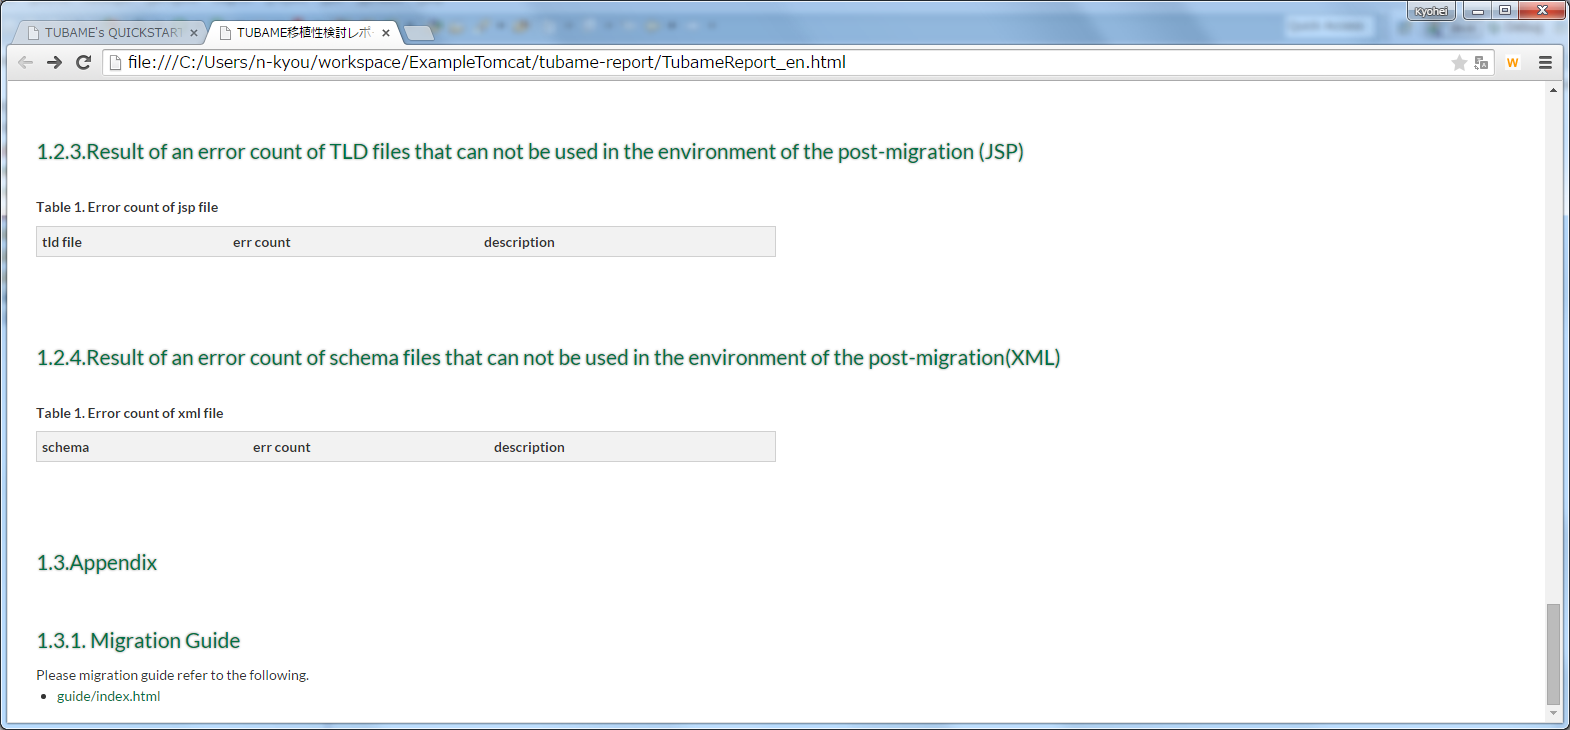 Kyohei
TUBAME's QUICKSTART
TUBAME移植性検討レポ
file:///C:/Users/n-kyou/workspace/ExampleTomcat/tubame-report/TubameReport_en.html
W
1.2.3.Result of an error count of TLD files that can not be used in the environment of the post-migration (JSP)
Table 1. Error count of jsp file
tld file err count description
1.2.4.Result of an error count of schema files that can not be used in the environment of the post-migration(XML)
Table 1. Error count of xml file
schema err count description
1.3.Appendix
1.3.1. Migration Guide
Please migration guide refer to the following.
guide/index.html